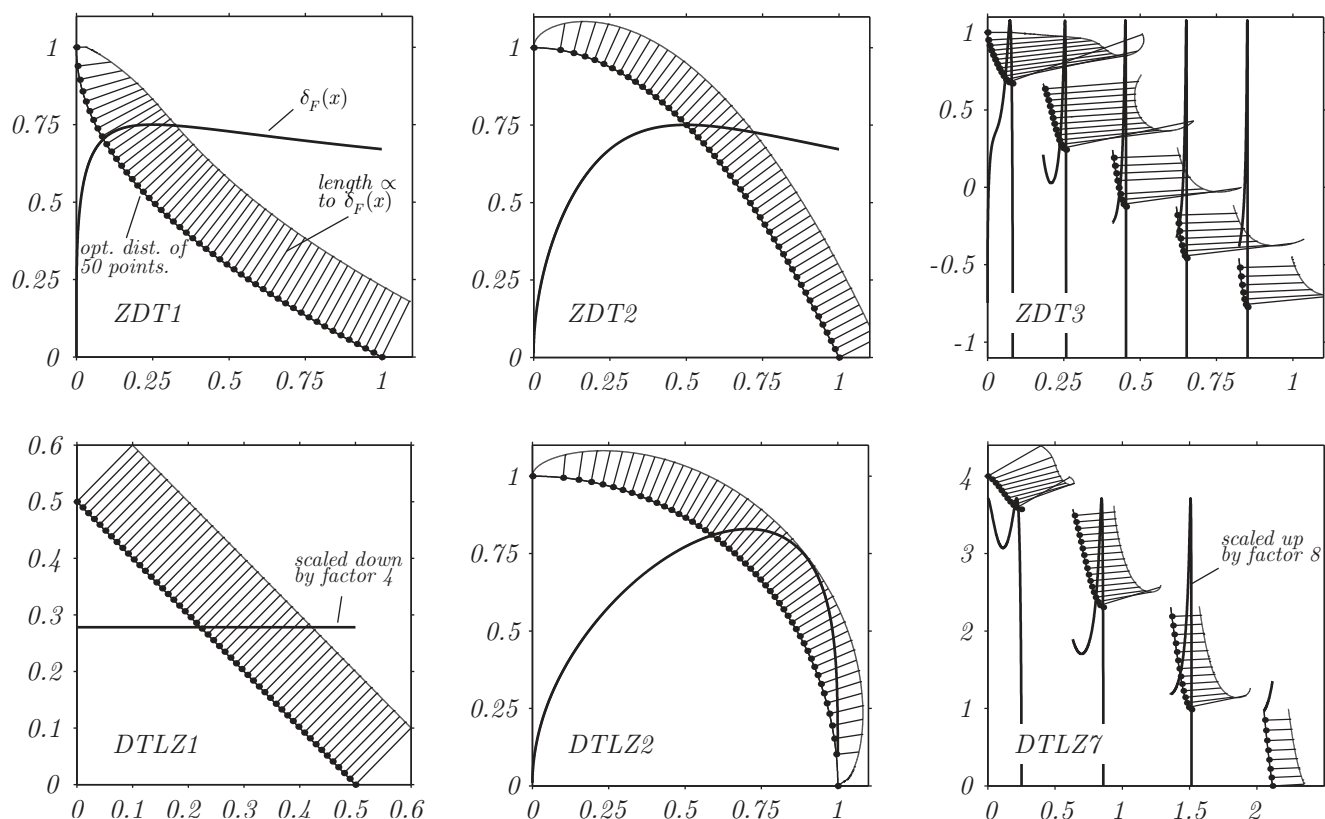 1
0.75
0.5
0.25
0
0 0.25 0.5 0.75 1
δ_F(x)
length ∝
to δ_F(x)
opt. dist. of
50 points.
ZDT1
1
0.75
0.5
0.25
0
0 0.25 0.5 0.75 1
ZDT2
1
0.5
0
-0.5
-1
0 0.25 0.5 0.75 1
ZDT3
0.6
0.5
0.4
0.3
0.2
0.1
0
0 0.1 0.2 0.3 0.4 0.5 0.6
scaled down
by factor 4
DTLZ1
1
0.75
0.5
0.25
0
0 0.25 0.5 0.75 1
DTLZ2
4
3
2
1
0
0 0.5 1 1.5 2
scaled up
by factor 8
DTLZ7